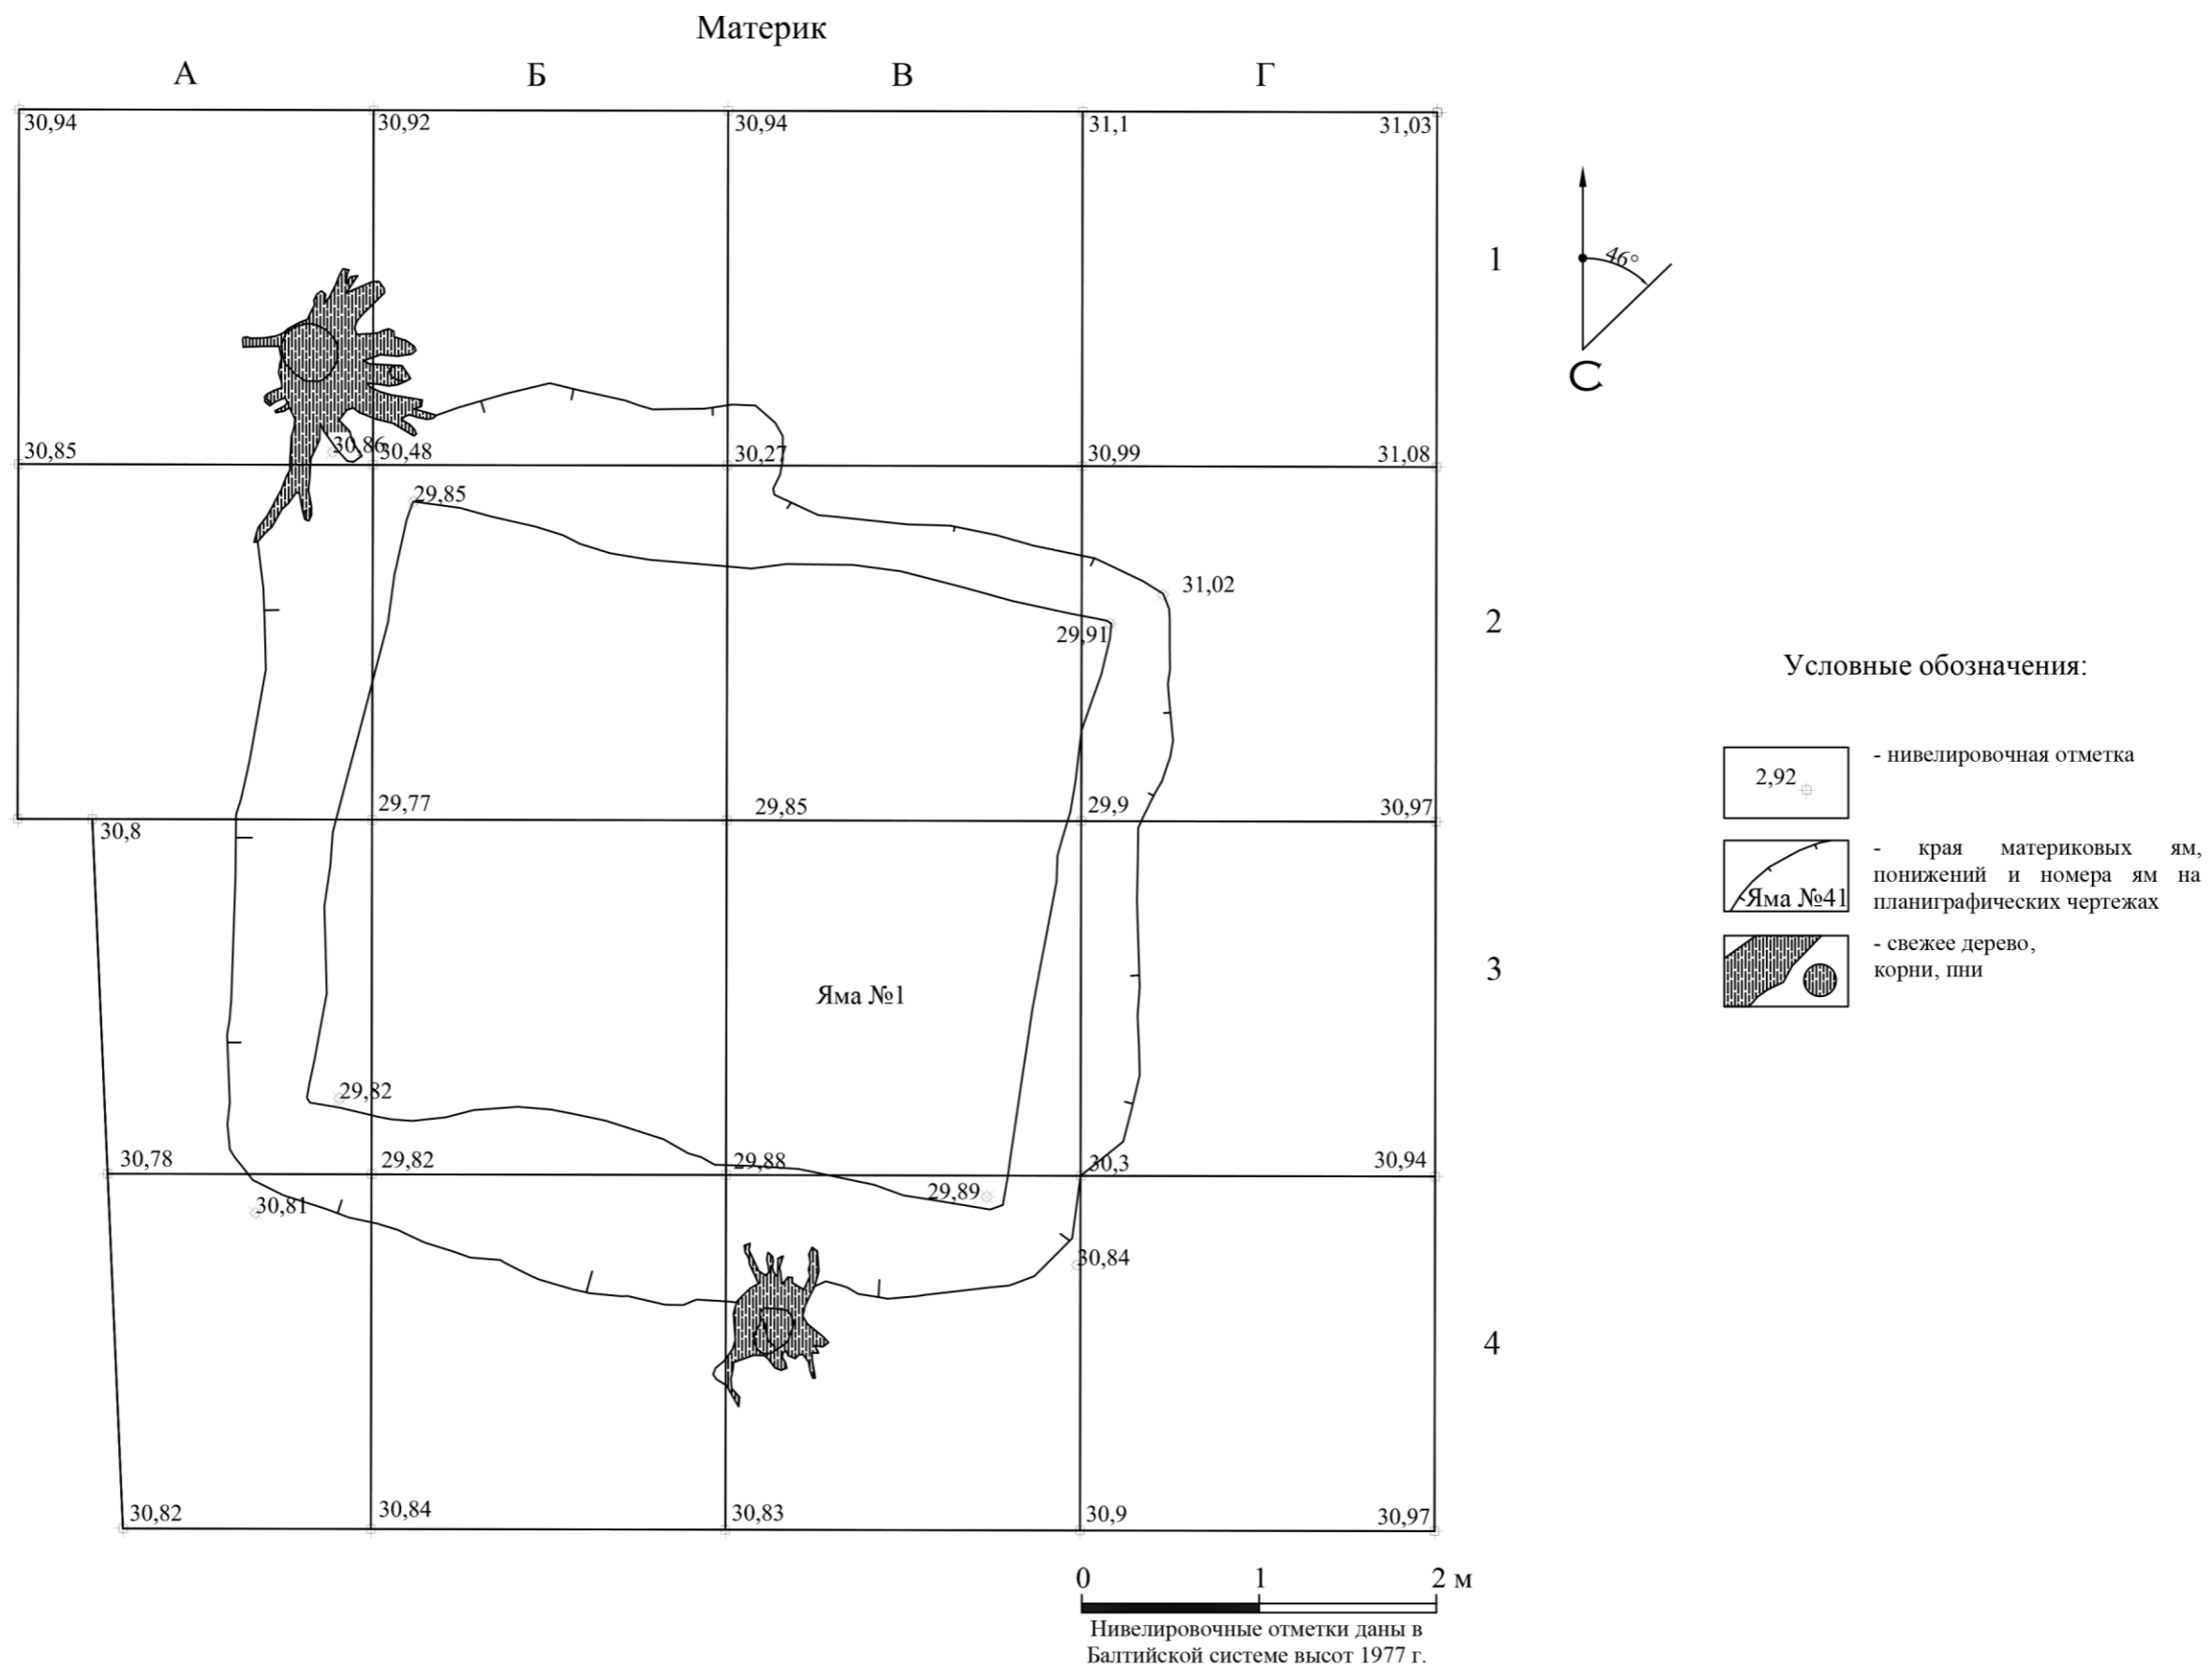 Материк
А Б В Г
30,94 30,92 30,94 31,1 31,03
1
46°
С
30,85 30,86 30,48 30,27 30,99 31,08
29,85
31,02
2
29,91
Условные обозначения:
2,92
- нивелировочная отметка
29,77 29,85 29,9 30,97
30,8
Яма №41
- края материковых ям,
понижений и номера ям на
планиграфических чертежах
- свежее дерево,
корни, пни
3
Яма №1
29,82
30,78 29,82 29,88 30,3 30,94
29,89
30,81
30,84
4
30,82 30,84 30,83 30,9 30,97
0 1 2 м
Нивелировочные отметки даны в
Балтийской системе высот 1977 г.